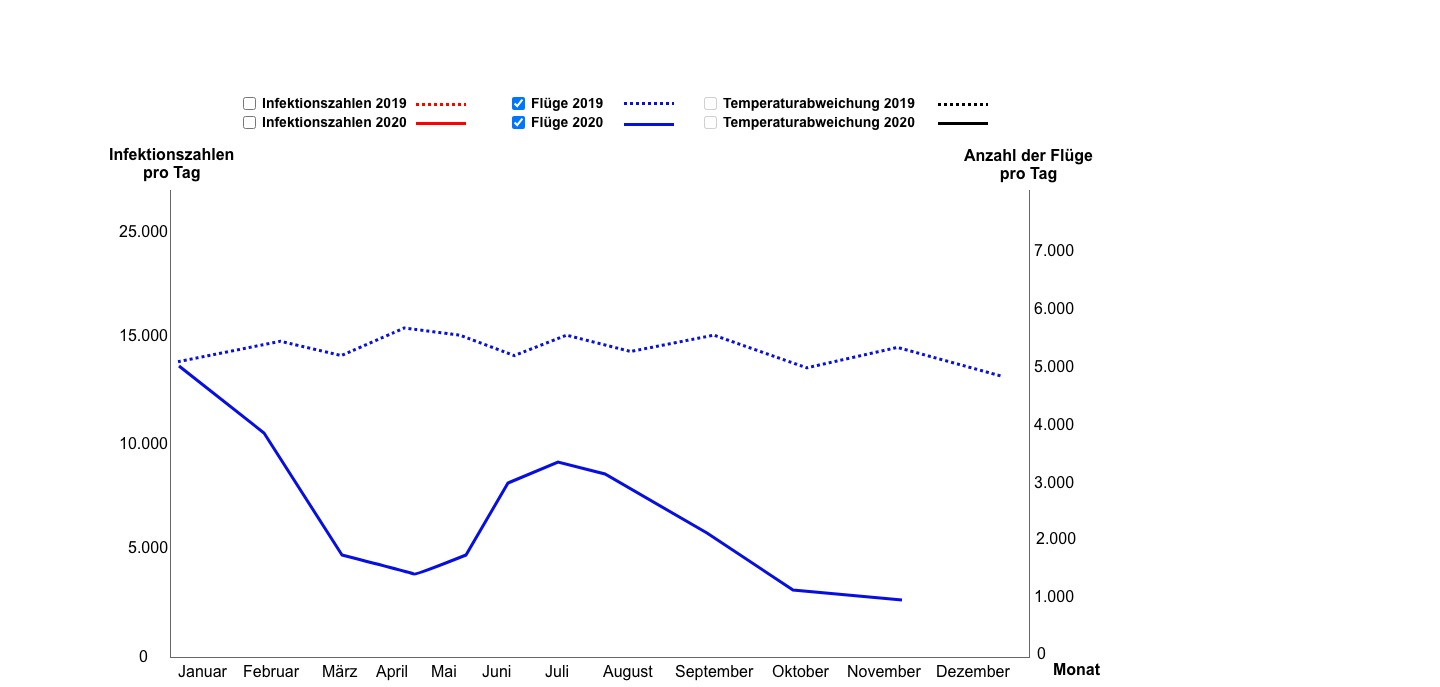 Infektionszahlen 2019 Flüge 2019 Temperaturabweichung 2019
Infektionszahlen 2020 Flüge 2020 Temperaturabweichung 2020
Infektionszahlen
pro Tag
Anzahl der Flüge
pro Tag
25.000
15.000
10.000
5.000
0
7.000
6.000
5.000
4.000
3.000
2.000
1.000
0
Januar Februar März April Mai Juni Juli August September Oktober November Dezember
Monat